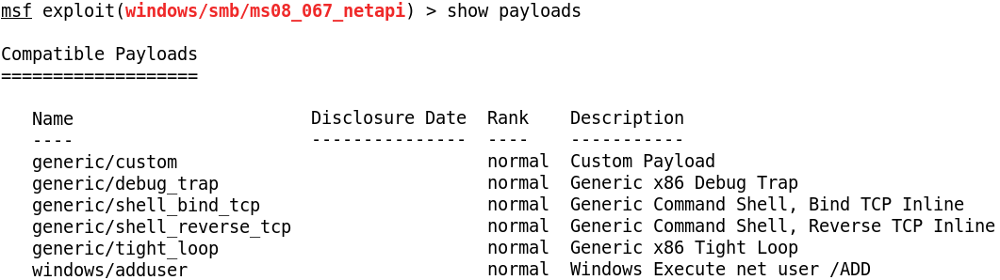 msf exploit(windows/smb/ms08_067_netapi) > show payloads
Compatible Payloads
===================
Name Disclosure Date Rank Description
---- --------------- ---- -----------
generic/custom normal Custom Payload
generic/debug_trap normal Generic x86 Debug Trap
generic/shell_bind_tcp normal Generic Command Shell, Bind TCP Inline
generic/shell_reverse_tcp normal Generic Command Shell, Reverse TCP Inline
generic/tight_loop normal Generic x86 Tight Loop
windows/adduser normal Windows Execute net user /ADD